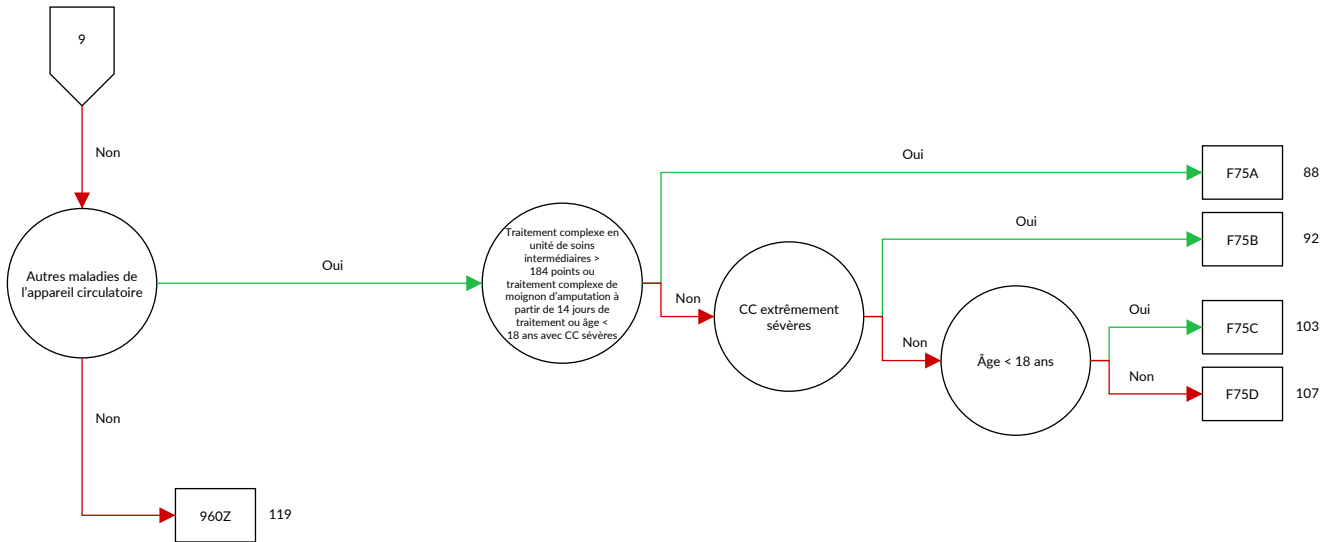 9
Non
Oui
88
F75A
Oui
92
F75B
Traitement complexe en
unité de soins
intermédiaires >
184 points ou
traitement complexe de
moignon d'amputation à
partir de 14 jours de
traitement ou âge <
18 ans avec CC sévères
Autres maladies de
l'appareil circulatoire
Oui
Non
CC extrêmement
sévères
Oui
103
F75C
Non
Âge < 18 ans
Non
107
F75D
Non
960Z
119